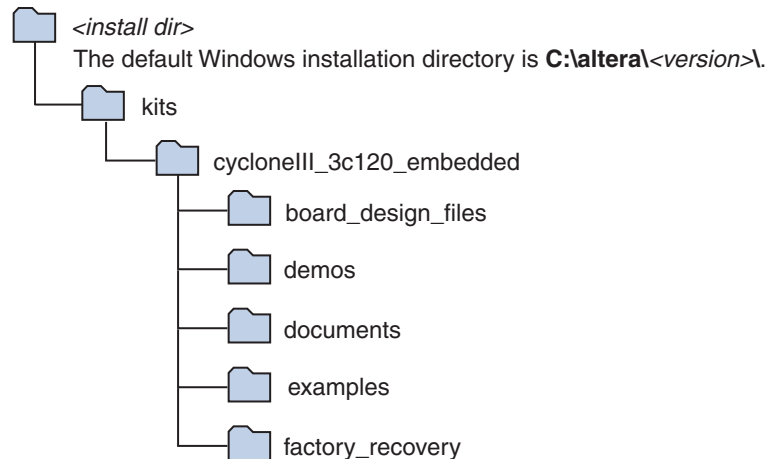 <install dir>
The default Windows installation directory is C:\altera\<version>\.
kits
cycloneIII_3c120_embedded
board_design_files
demos
documents
examples
factory_recovery